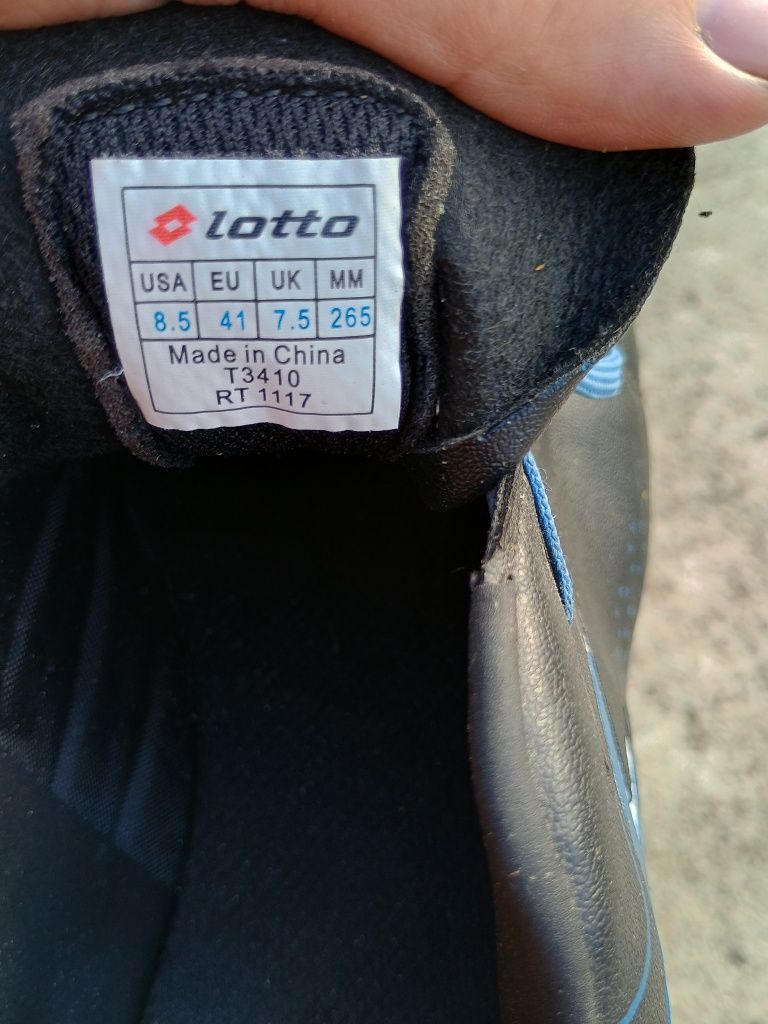 lotto
USA EU UK MM
8.5 41 7.5 265
Made in China
T3410
RT 1117